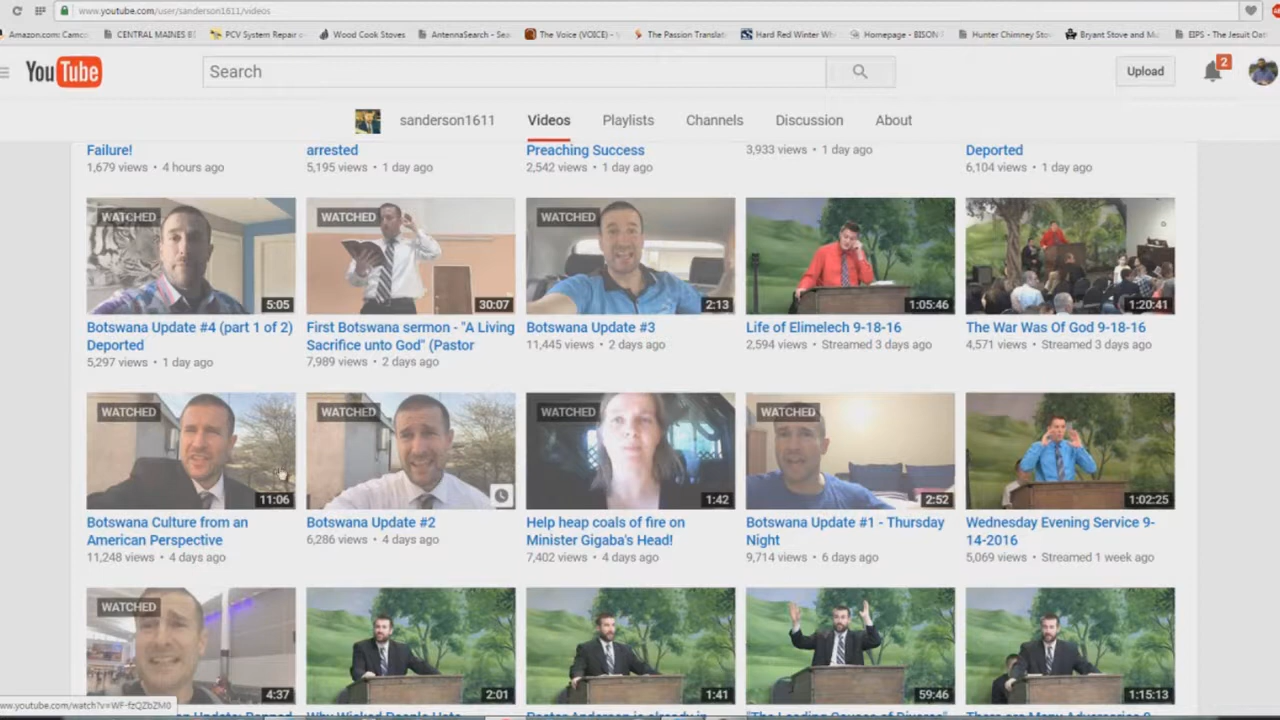 www.youtube.com/user/sanderson1611/videos
Amazon.com: Camco
CENTRAL MAINES B
PCV System Repair o
Wood Cook Stoves
AntennaSearch - Sea
The Voice (VOICE) -
The Passion Translati
Hard Red Winter Wh
Homepage - BISON
Hunter Chimney Sto
Bryant Stove and Mu
EIPS - The Jesuit Oat
YouTube
Search
Upload
2
sanderson1611
Videos
Playlists
Channels
Discussion
About
Failure!
1,679 views • 4 hours ago
arrested
5,195 views • 1 day ago
Preaching Success
2,542 views • 1 day ago
3,933 views • 1 day ago
Deported
6,104 views • 1 day ago
WATCHED
5:05
Botswana Update #4 (part 1 of 2)
Deported
5,297 views • 1 day ago
WATCHED
30:07
First Botswana sermon - "A Living
Sacrifice unto God" (Pastor
7,989 views • 2 days ago
WATCHED
2:13
Botswana Update #3
11,445 views • 2 days ago
1:05:46
Life of Elimelech 9-18-16
2,594 views • Streamed 3 days ago
1:20:41
The War Was Of God 9-18-16
4,571 views • Streamed 3 days ago
WATCHED
11:06
Botswana Culture from an
American Perspective
11,248 views • 4 days ago
WATCHED
Botswana Update #2
6,286 views • 4 days ago
WATCHED
1:42
Help heap coals of fire on
Minister Gigaba's Head!
7,402 views • 4 days ago
WATCHED
2:52
Botswana Update #1 - Thursday
Night
9,714 views • 6 days ago
1:02:25
Wednesday Evening Service 9-
14-2016
5,069 views • Streamed 1 week ago
WATCHED
4:37
2:01
1:41
59:46
1:15:13
www.youtube.com/watch?v=WF-fzQZbZM0